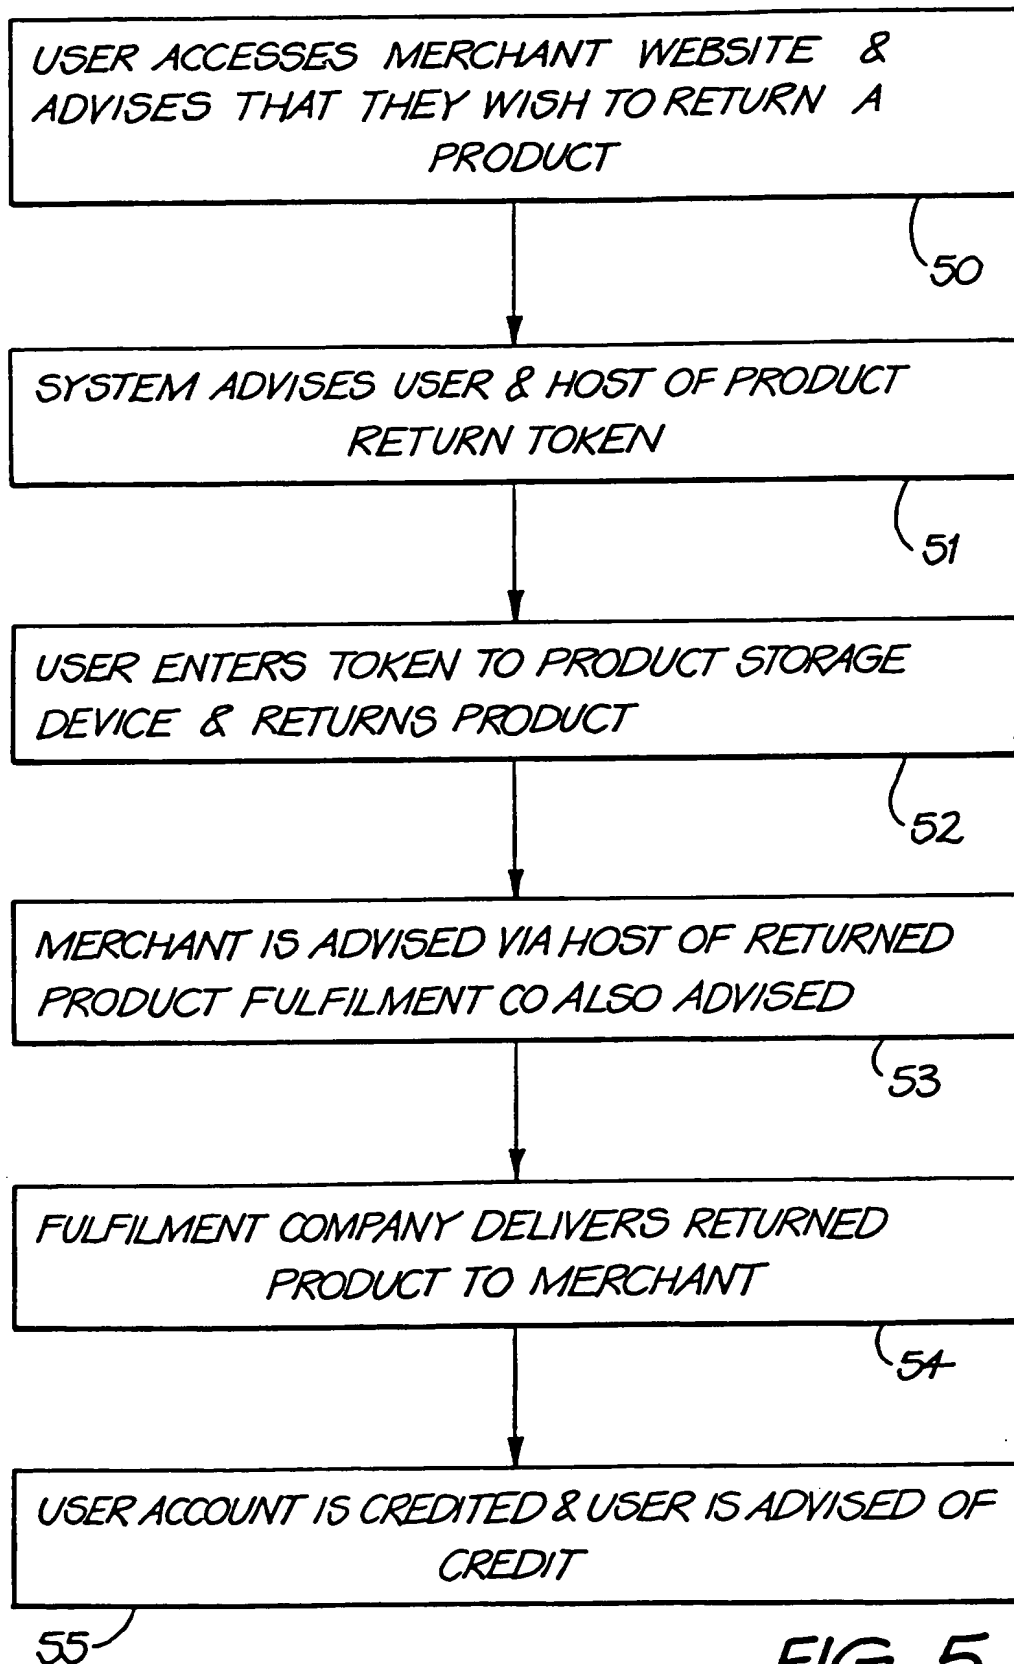 USER ACCESSES MERCHANT WEBSITE &
ADVISES THAT THEY WISH TO RETURN A
PRODUCT
50
SYSTEM ADVISES USER & HOST OF PRODUCT
RETURN TOKEN
51
USER ENTERS TOKEN TO PRODUCT STORAGE
DEVICE & RETURNS PRODUCT
52
MERCHANT IS ADVISED VIA HOST OF RETURNED
PRODUCT FULFILMENT CO ALSO ADVISED
53
FULFILMENT COMPANY DELIVERS RETURNED
PRODUCT TO MERCHANT
54
USER ACCOUNT IS CREDITED & USER IS ADVISED OF
CREDIT
55
FIG. 5